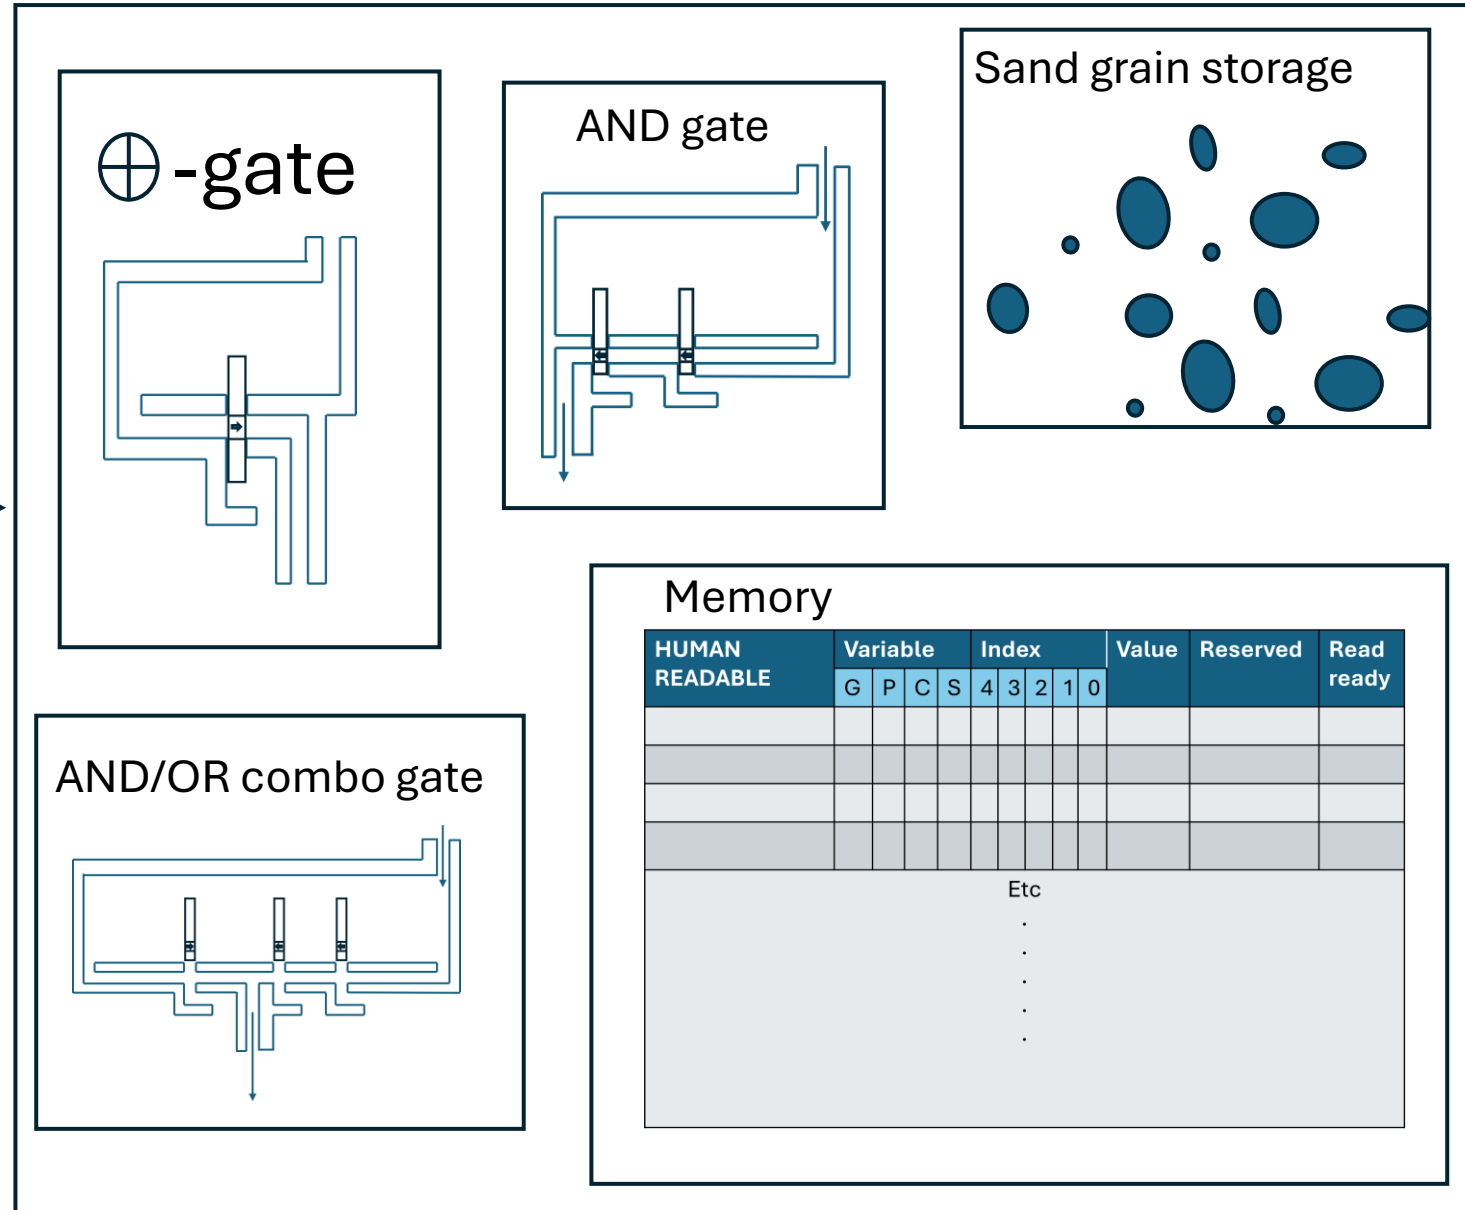 ⊕-gate
AND gate
Sand grain storage
AND/OR combo gate
Memory
HUMAN READABLE Variable Index Value Reserved Read ready
G P C S 4 3 2 1 0
Etc
.
.
.
.
.